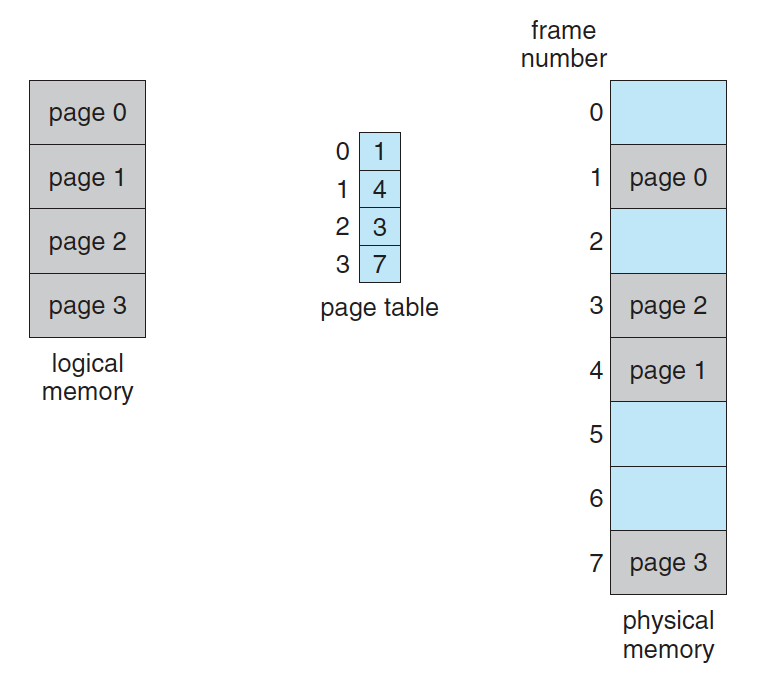 frame
number
page 0
page 1
page 2
page 3
logical
memory
0 1
1 4
2 3
3 7
page table
0
1 page 0
2
3 page 2
4 page 1
5
6
7 page 3
physical
memory